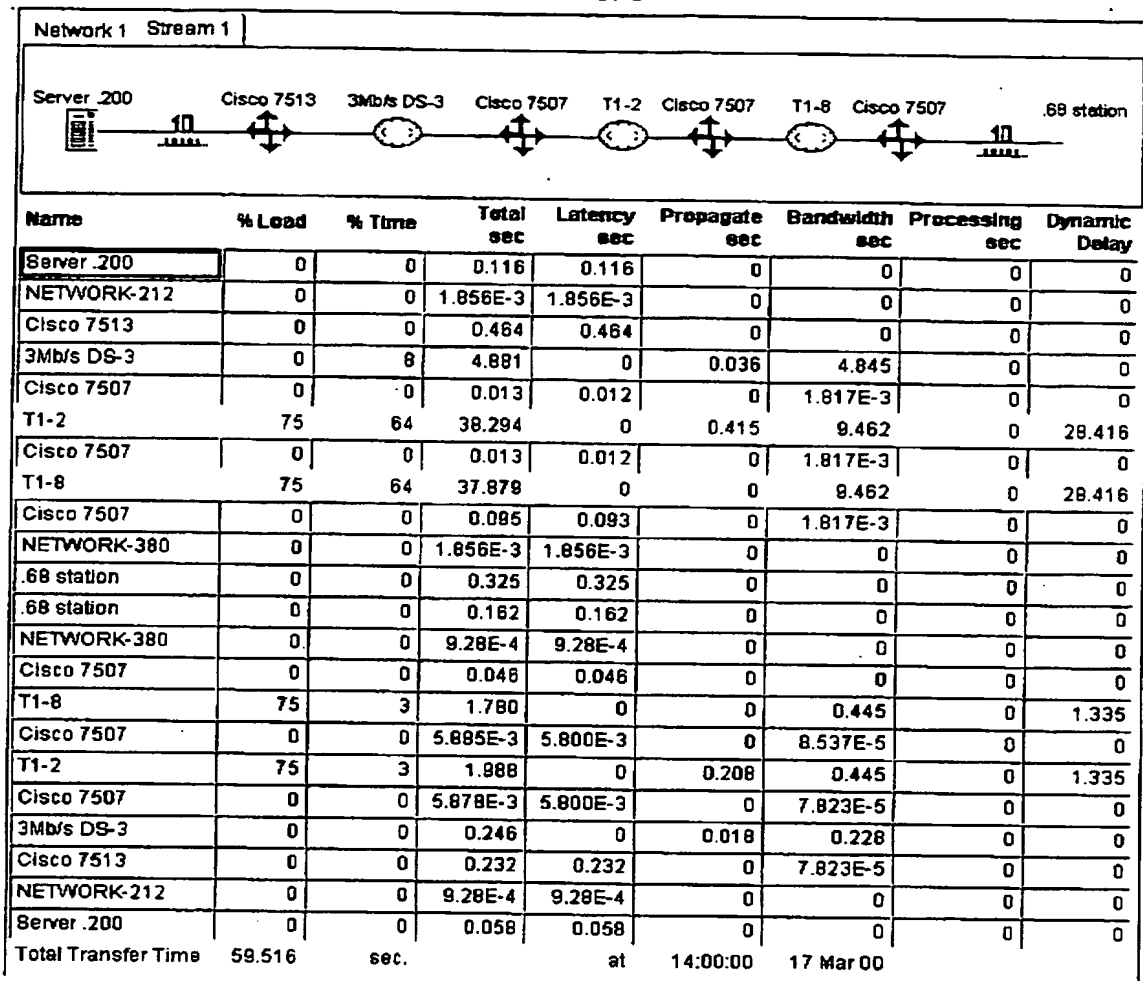 Network 1 Stream 1
Server .200 Cisco 7513 3Mb/s DS-3 Cisco 7507 T1-2 Cisco 7507 T1-8 Cisco 7507 .68 station
10 10
Name % Load % Time Total sec Latency sec Propagate sec Bandwidth sec Processing sec Dynamic Delay
Server .200 0 0 0.116 0.116 0 0 0 0
NETWORK-212 0 0 1.856E-3 1.856E-3 0 0 0 0
Cisco 7513 0 0 0.464 0.464 0 0 0 0
3Mb/s DS-3 0 8 4.881 0 0.036 4.845 0 0
Cisco 7507 0 0 0.013 0.012 0 1.817E-3 0 0
T1-2 75 64 38.294 0 0.415 9.462 0 28.416
Cisco 7507 0 0 0.013 0.012 0 1.817E-3 0 0
T1-8 75 64 37.879 0 0 9.462 0 28.416
Cisco 7507 0 0 0.095 0.093 0 1.817E-3 0 0
NETWORK-380 0 0 1.856E-3 1.856E-3 0 0 0 0
.68 station 0 0 0.325 0.325 0 0 0 0
.68 station 0 0 0.162 0.162 0 0 0 0
NETWORK-380 0 0 9.28E-4 9.28E-4 0 0 0 0
Cisco 7507 0 0 0.046 0.046 0 0 0 0
T1-8 75 3 1.780 0 0 0.445 0 1.335
Cisco 7507 0 0 5.885E-3 5.800E-3 0 8.537E-5 0 0
T1-2 75 3 1.988 0 0.208 0.445 0 1.335
Cisco 7507 0 0 5.878E-3 5.800E-3 0 7.823E-5 0 0
3Mb/s DS-3 0 0 0.246 0 0.018 0.228 0 0
Cisco 7513 0 0 0.232 0.232 0 7.823E-5 0 0
NETWORK-212 0 0 9.28E-4 9.28E-4 0 0 0 0
Server .200 0 0 0.058 0.058 0 0 0 0
Total Transfer Time 59.516 sec. at 14:00:00 17 Mar 00